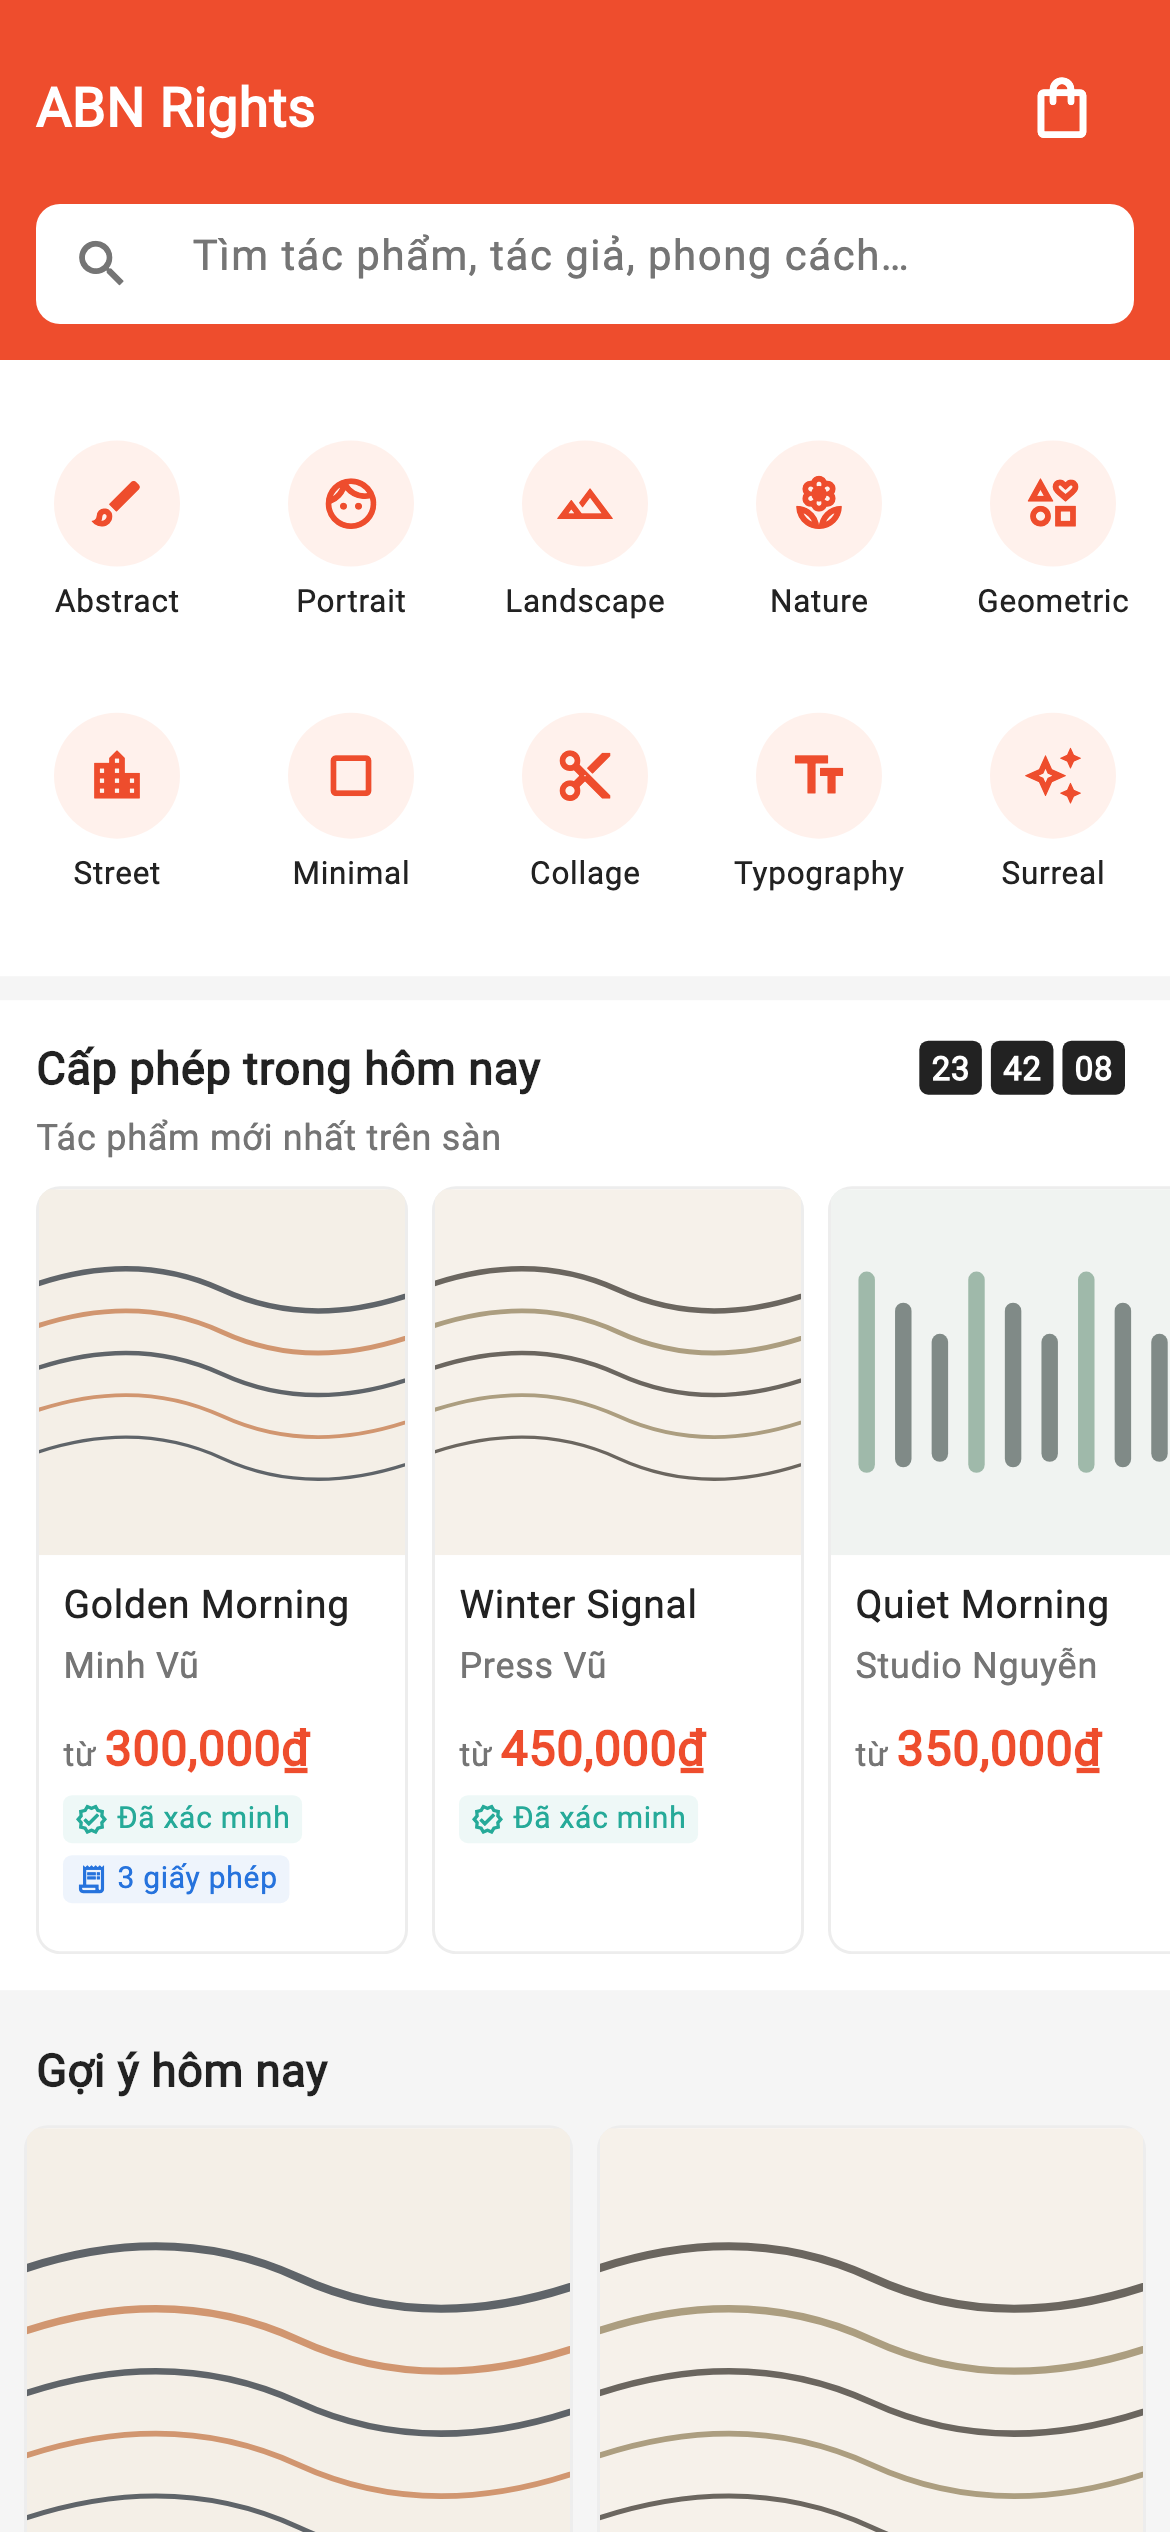 ABN Rights
Tìm tác phẩm, tác giả, phong cách...
Abstract Portrait Landscape Nature Geometric
Street Minimal Collage Typography Surreal
Cấp phép trong hôm nay 23 42 08
Tác phẩm mới nhất trên sàn
Golden Morning Winter Signal Quiet Morning
Minh Vũ Press Vũ Studio Nguyễn
từ 300,000₫ từ 450,000₫ từ 350,000₫
Đã xác minh Đã xác minh
3 giấy phép
Gợi ý hôm nay